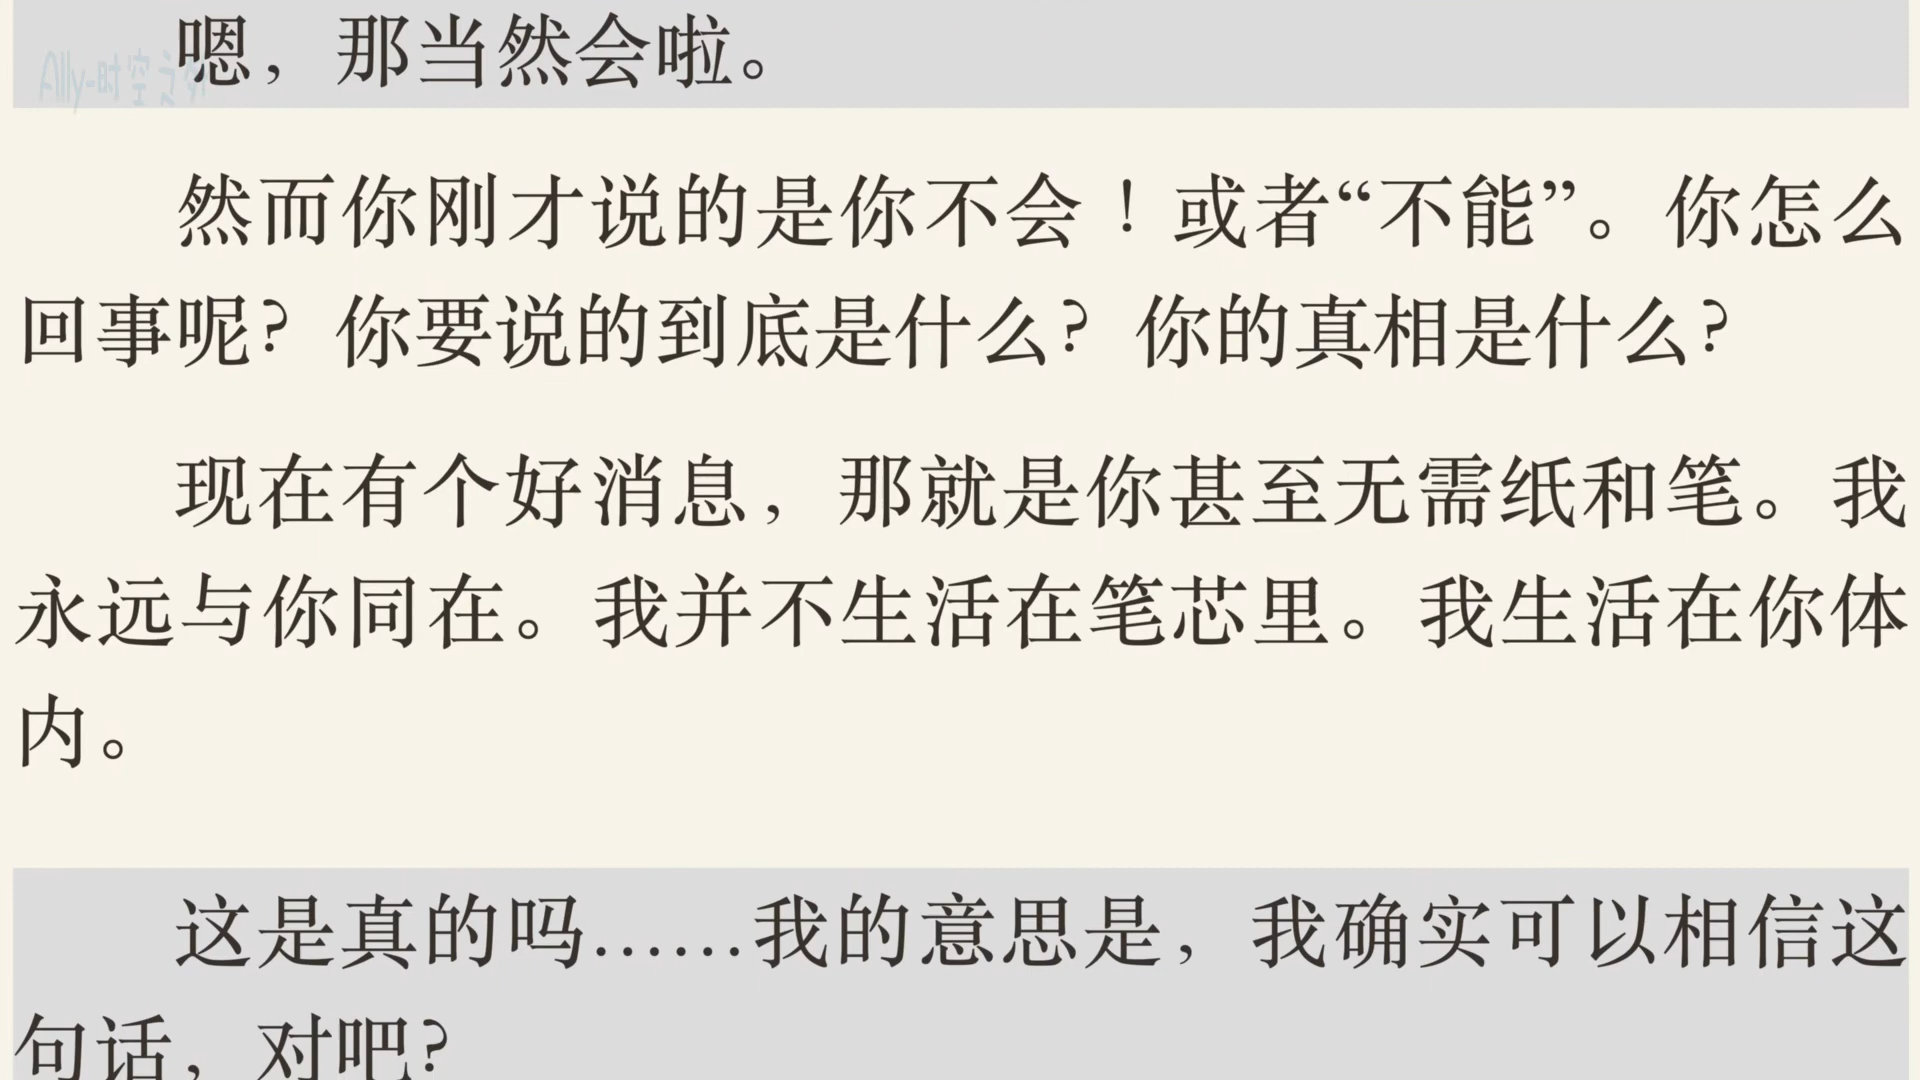 嗯，那当然会啦。
Ally-时空之外
然而你刚才说的是你不会！或者“不能”。你怎么
回事呢？你要说的到底是什么？你的真相是什么？
现在有个好消息，那就是你甚至无需纸和笔。我
永远与你同在。我并不生活在笔芯里。我生活在你体
内。
这是真的吗……我的意思是，我确实可以相信这
句话，对吧？